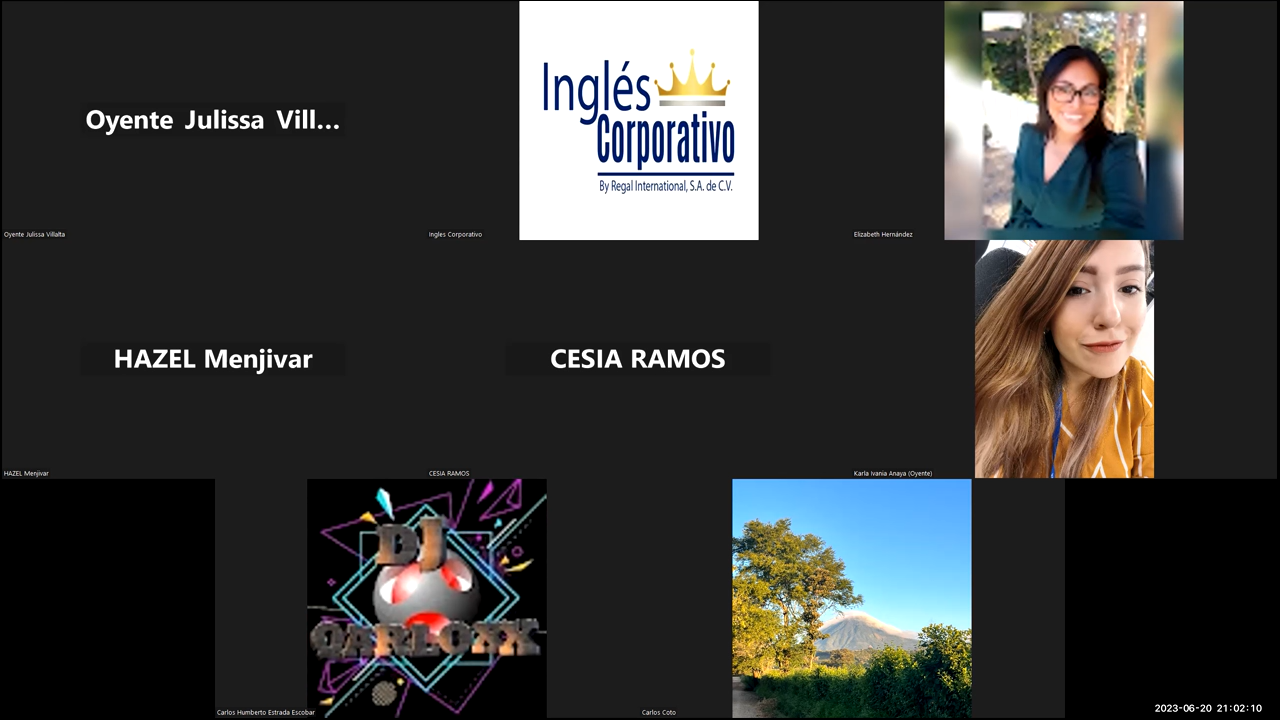 Oyente Julissa Vill...
Oyente Julissa Villalta
Inglés
Corporativo
By Regal International, S.A. de C.V.
Ingles Corporativo
Elizabeth Hernández
HAZEL Menjivar
HAZEL Menjivar
CESIA RAMOS
CESIA RAMOS
Karla Ivania Anaya (Oyente)
DJ
QARLOXX
Carlos Humberto Estrada Escobar
Carlos Coto
2023-06-20 21:02:10